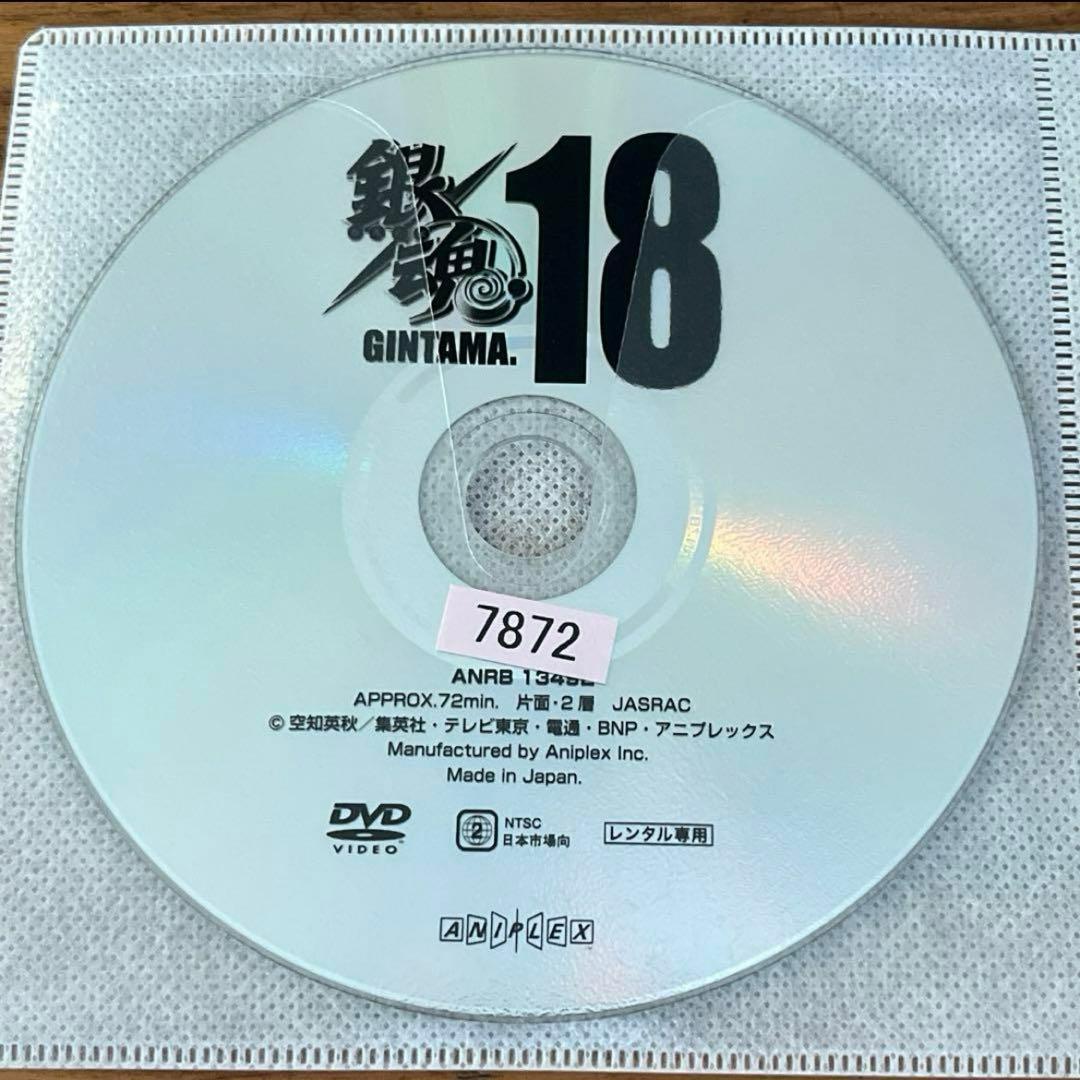 銀魂 18
GINTAMA.
7872
ANRB
APPROX.72min. 片面・2層 JASRAC
© 空知英秋／集英社・テレビ東京・電通・BNP・アニプレックス
Manufactured by Aniplex Inc.
Made in Japan.
DVD
VIDEO™
2 NTSC
日本市場向
レンタル専用
ANIPLEX